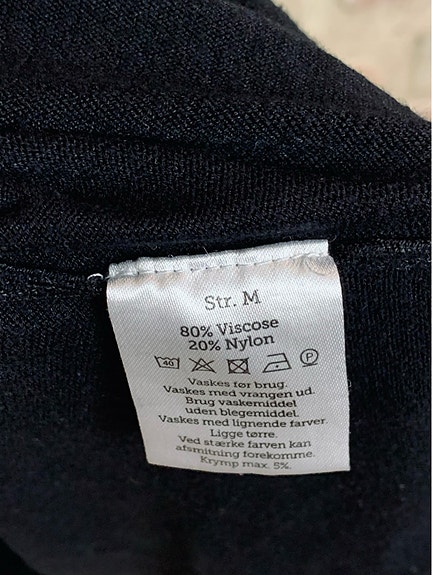 Str. M
80% Viscose
20% Nylon
40 P
Vaskes før brug.
Vaskes med vrangen ud.
Brug vaskemiddel
uden blegemiddel.
Vaskes med lignende farver.
Ligge tørre.
Ved stærke farven kan
afsmitning forekomme.
Krymp max. 5%.